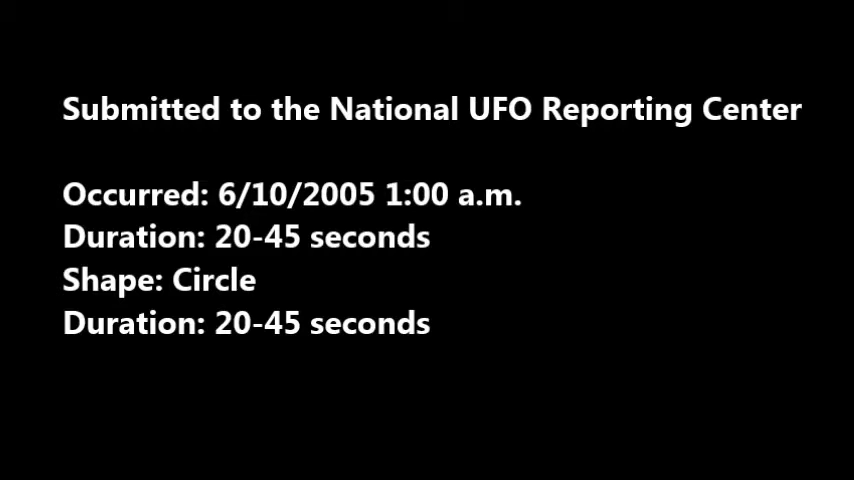 Submitted to the National UFO Reporting Center
Occurred: 6/10/2005 1:00 a.m.
Duration: 20-45 seconds
Shape: Circle
Duration: 20-45 seconds